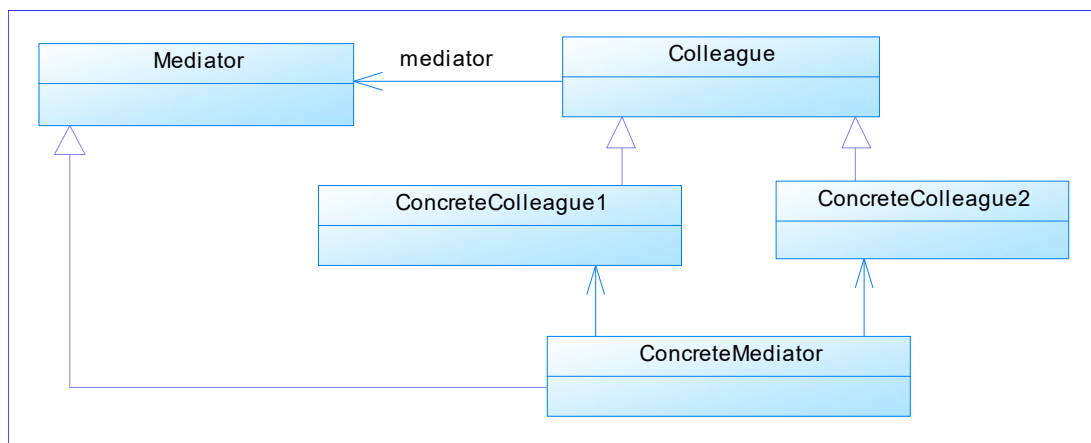 Mediator
mediator
Colleague
ConcreteColleague1
ConcreteColleague2
ConcreteMediator